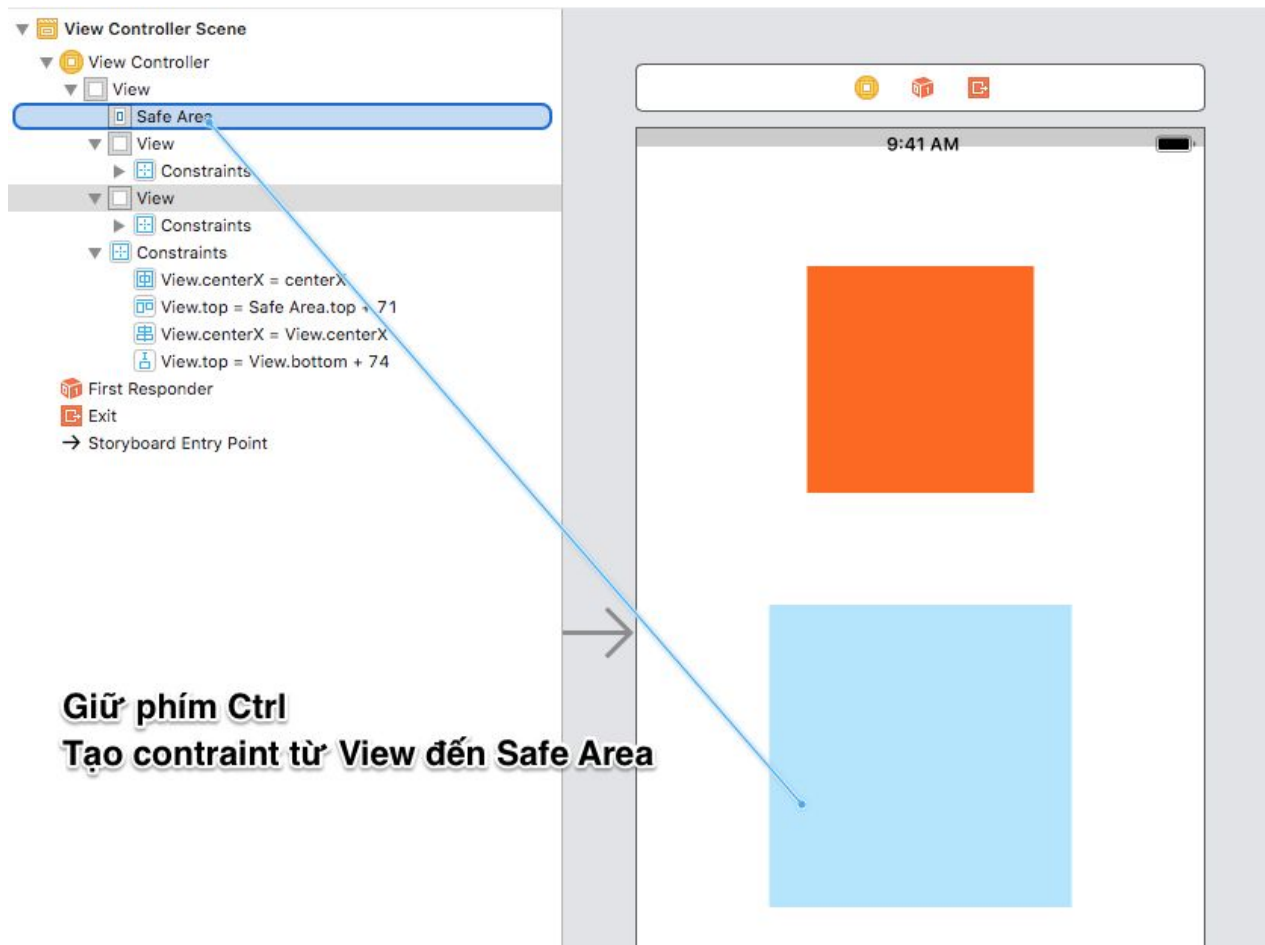 View Controller Scene
View Controller
View
Safe Area
View
Constraints
View
Constraints
Constraints
View.centerX = centerX
View.top = Safe Area.top + 71
View.centerX = View.centerX
View.top = View.bottom + 74
First Responder
Exit
Storyboard Entry Point
9:41 AM
Giữ phím Ctrl
Tạo contraint từ View đến Safe Area